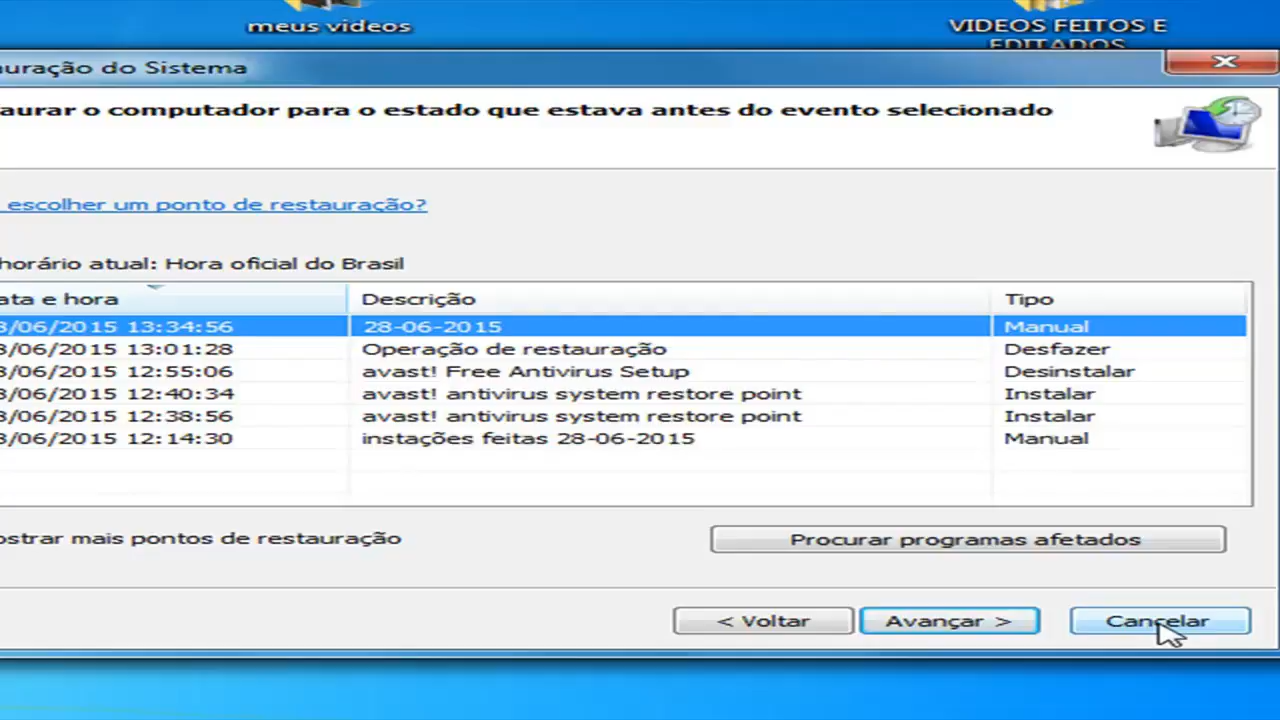 meus videos
VIDEOS FEITOS E
EDITADOS
uração do Sistema
aurar o computador para o estado que estava antes do evento selecionado
escolher um ponto de restauração?
horário atual: Hora oficial do Brasil
ata e hora Descrição Tipo
8/06/2015 13:34:56 28-06-2015 Manual
8/06/2015 13:01:28 Operação de restauração Desfazer
8/06/2015 12:55:06 avast! Free Antivirus Setup Desinstalar
8/06/2015 12:40:34 avast! antivirus system restore point Instalar
8/06/2015 12:38:56 avast! antivirus system restore point Instalar
8/06/2015 12:14:30 instações feitas 28-06-2015 Manual
ostrar mais pontos de restauração
Procurar programas afetados
< Voltar Avançar > Cancelar